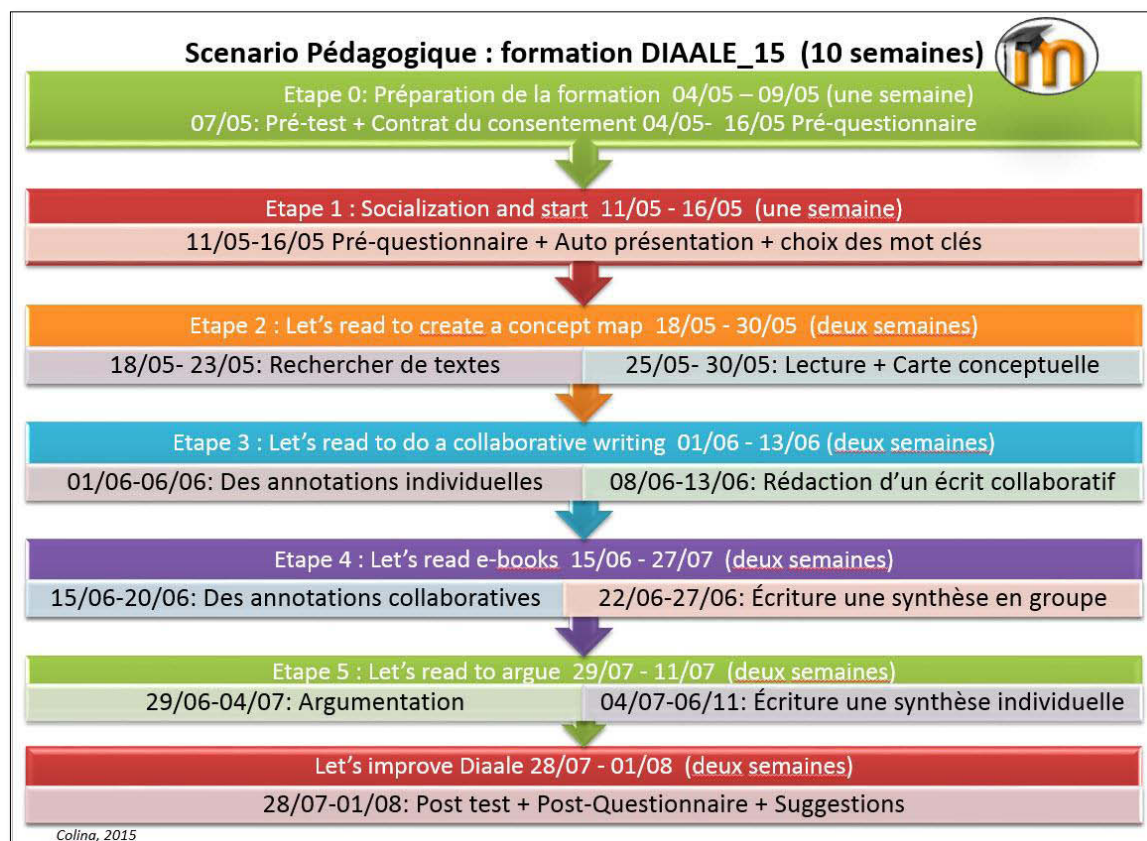 Scenario Pédagogique : formation DIAALE_15 (10 semaines)
Etape 0: Préparation de la formation 04/05 – 09/05 (une semaine)
07/05: Pré-test + Contrat du consentement 04/05- 16/05 Pré-questionnaire
Etape 1 : Socialization and start 11/05 - 16/05 (une semaine)
11/05-16/05 Pré-questionnaire + Auto présentation + choix des mot clés
Etape 2 : Let's read to create a concept map 18/05 - 30/05 (deux semaines)
18/05- 23/05: Rechercher de textes
25/05- 30/05: Lecture + Carte conceptuelle
Etape 3 : Let's read to do a collaborative writing 01/06 - 13/06 (deux semaines)
01/06-06/06: Des annotations individuelles
08/06-13/06: Rédaction d'un écrit collaboratif
Etape 4 : Let's read e-books 15/06 - 27/07 (deux semaines)
15/06-20/06: Des annotations collaboratives
22/06-27/06: Écriture une synthèse en groupe
Etape 5 : Let's read to argue 29/07 - 11/07 (deux semaines)
29/06-04/07: Argumentation
04/07-06/11: Écriture une synthèse individuelle
Let's improve Diaale 28/07 - 01/08 (deux semaines)
28/07-01/08: Post test + Post-Questionnaire + Suggestions
Colina, 2015